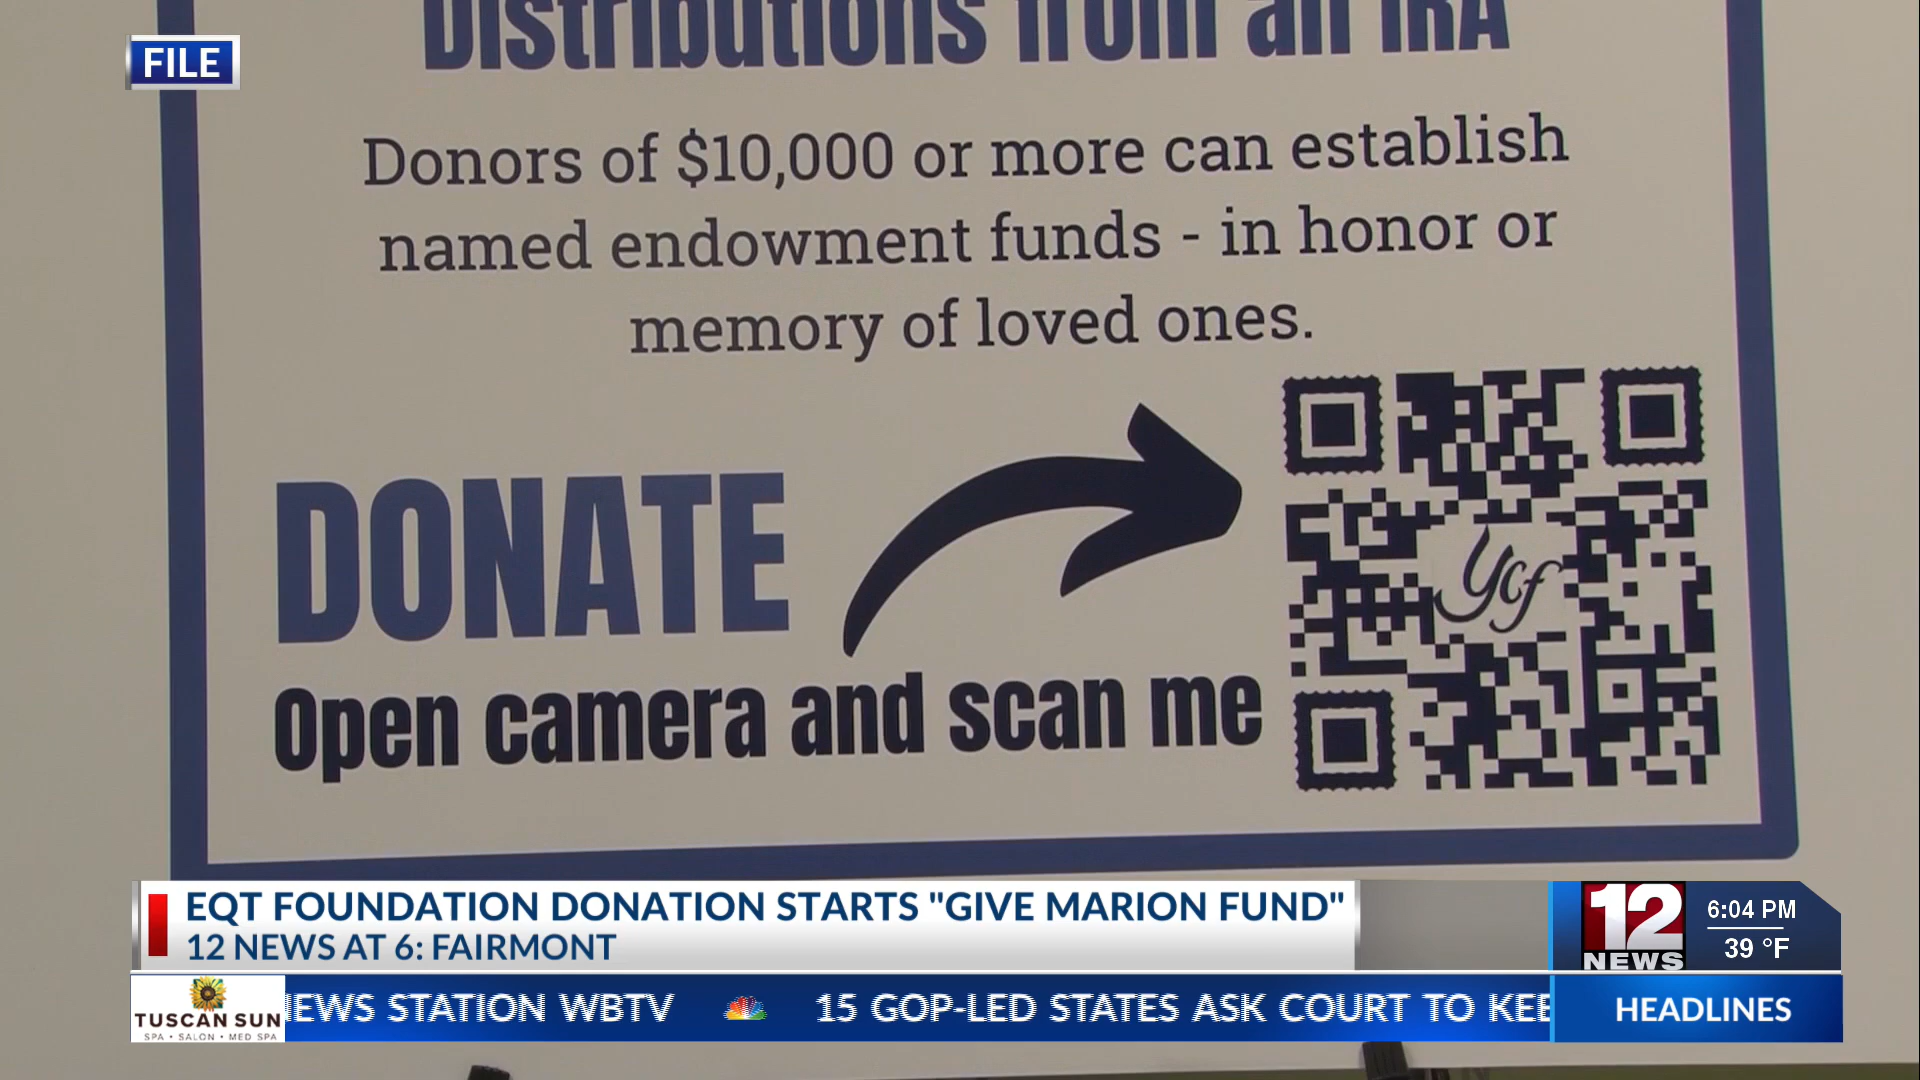 Distributions from an IRA
FILE
Donors of $10,000 or more can establish
named endowment funds - in honor or
memory of loved ones.
DONATE
Open camera and scan me
ycf
EQT FOUNDATION DONATION STARTS "GIVE MARION FUND"
12 NEWS AT 6: FAIRMONT
12
NEWS
6:04 PM
39 °F
TUSCAN SUN
SPA • SALON • MED SPA
NEWS STATION WBTV
15 GOP-LED STATES ASK COURT TO KEE
HEADLINES